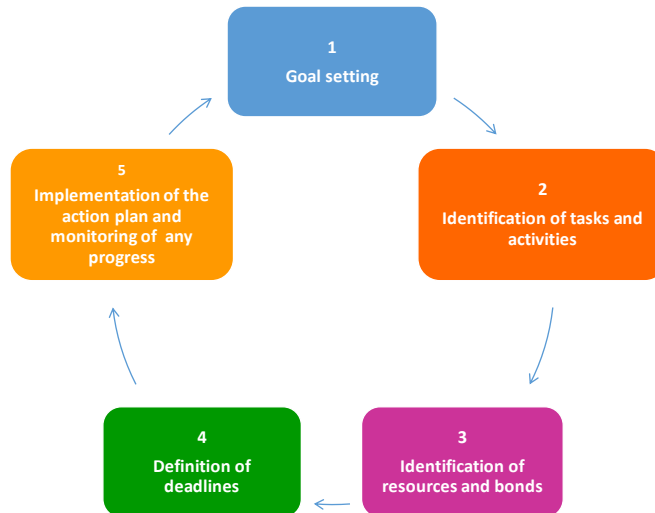 1
Goal setting
2
Identification of tasks and
activities
3
Identification of
resources and bonds
4
Definition of
deadlines
5
Implementation of the
action plan and
monitoring of any
progress